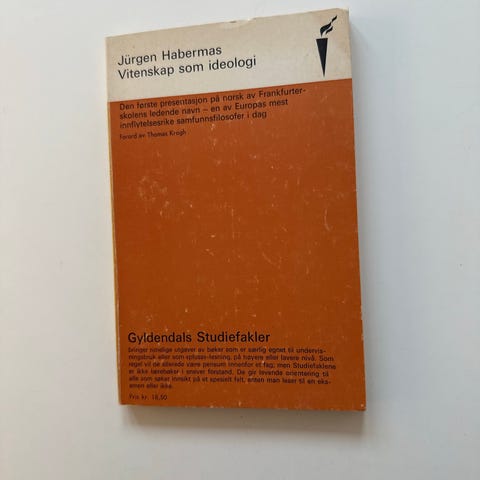 Jürgen Habermas
Vitenskap som ideologi
Den første presentasjon på norsk av Frankfurter-
skolens ledende navn – en av Europas mest
innflytelsesrike samfunnsfilosofer i dag
Forord av Thomas Krogh
Gyldendals Studiefakler
bringer rimelige utgaver av bøker som er særlig egnet til undervis-
ningsbruk eller som spissel-lesning, på høyere eller lavere nivå. Som
regel vil de allerede være pensum innenfor et fag; men Studiefaklene
er ikke lærebøker i snever forstand. De gir levende orientering til
alle som søker innsikt på et spesielt felt, enten man leser til en eks-
amen eller ikke.
Pris kr. 18,50